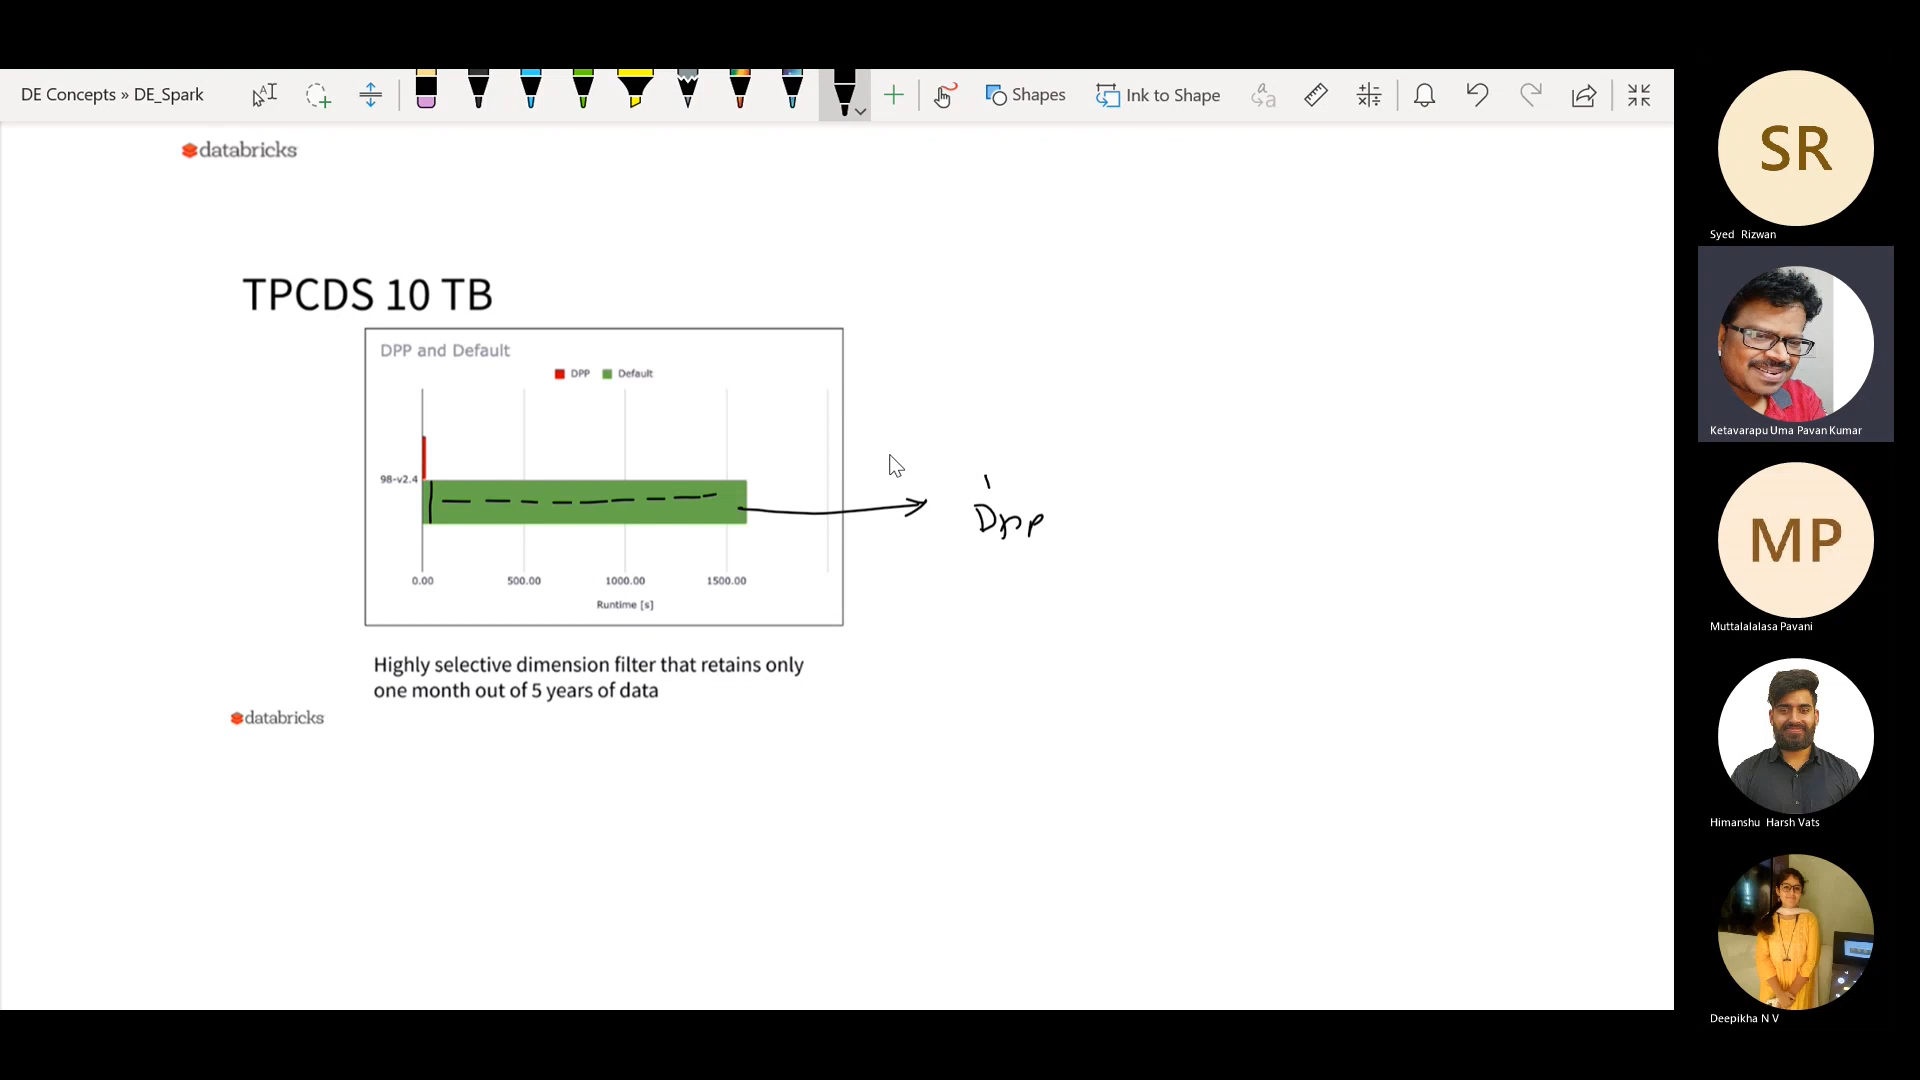 DE Concepts » DE_Spark
Shapes
Ink to Shape
databricks
TPCDS 10 TB
DPP and Default
DPP Default
98-v2.4
0.00 500.00 1000.00 1500.00
Runtime [s]
Dpp
Highly selective dimension filter that retains only
one month out of 5 years of data
databricks
SR
Syed Rizwan
Ketavarapu Uma Pavan Kumar
MP
Muttalalalasa Pavani
Himanshu Harsh Vats
Deepikha N V